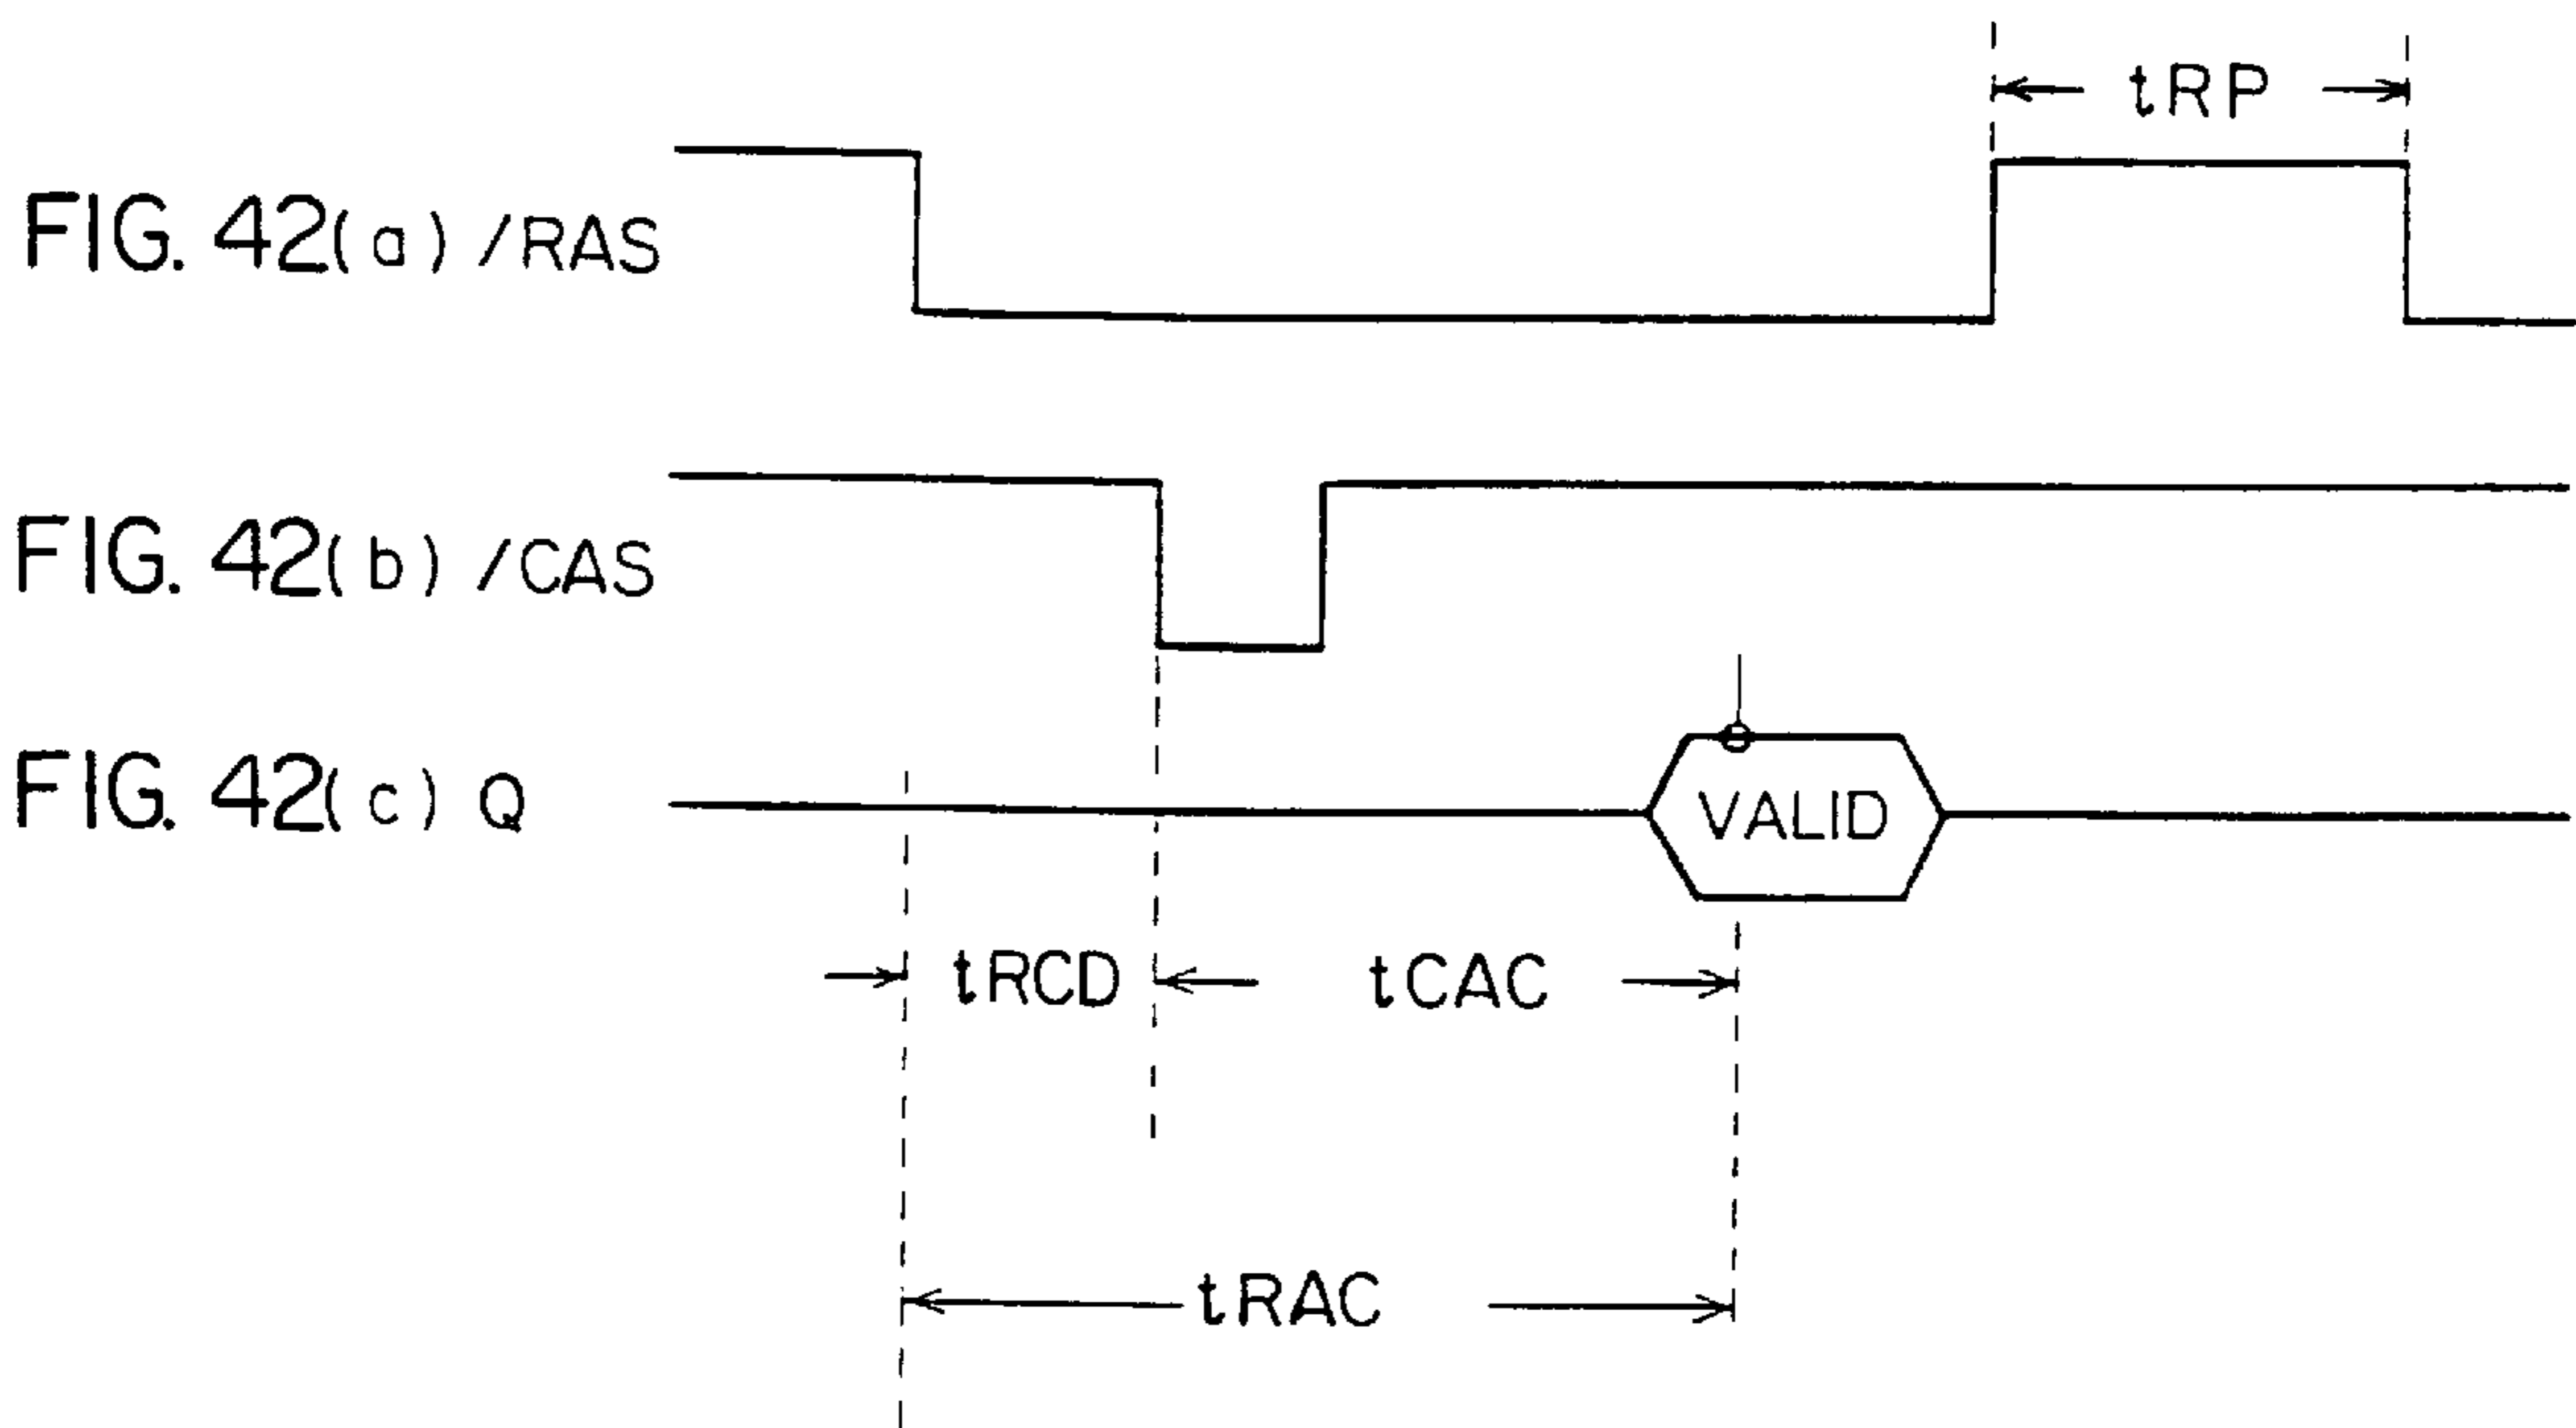 tRP
FIG. 42(a) /RAS
FIG. 42(b) /CAS
FIG. 42(c) Q
VALID
tRCD
tCAC
tRAC